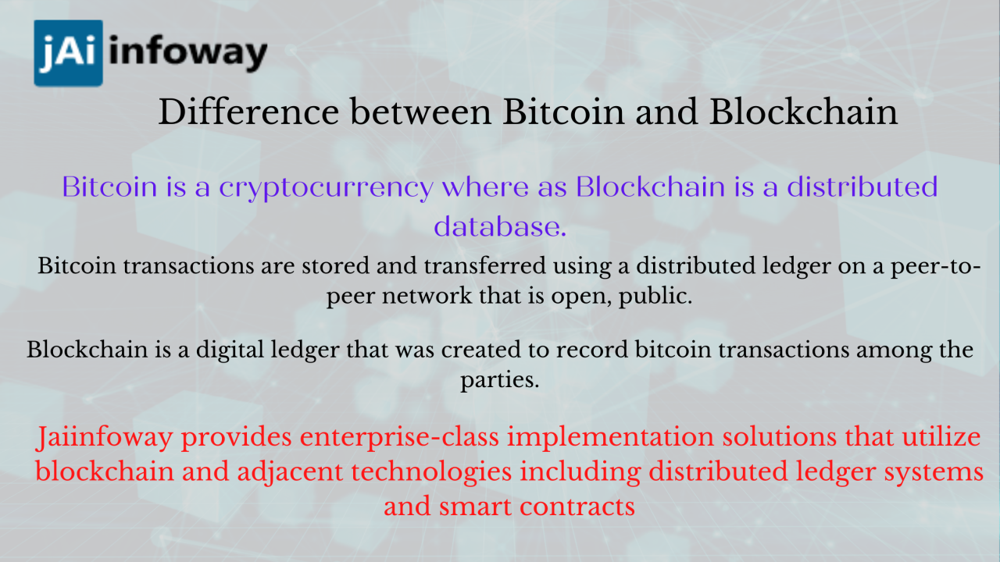 jAi infoway
Difference between Bitcoin and Blockchain
Bitcoin is a cryptocurrency where as Blockchain is a distributed
database.
Bitcoin transactions are stored and transferred using a distributed ledger on a peer-to-
peer network that is open, public.
Blockchain is a digital ledger that was created to record bitcoin transactions among the
parties.
Jaiinfoway provides enterprise-class implementation solutions that utilize
blockchain and adjacent technologies including distributed ledger systems
and smart contracts